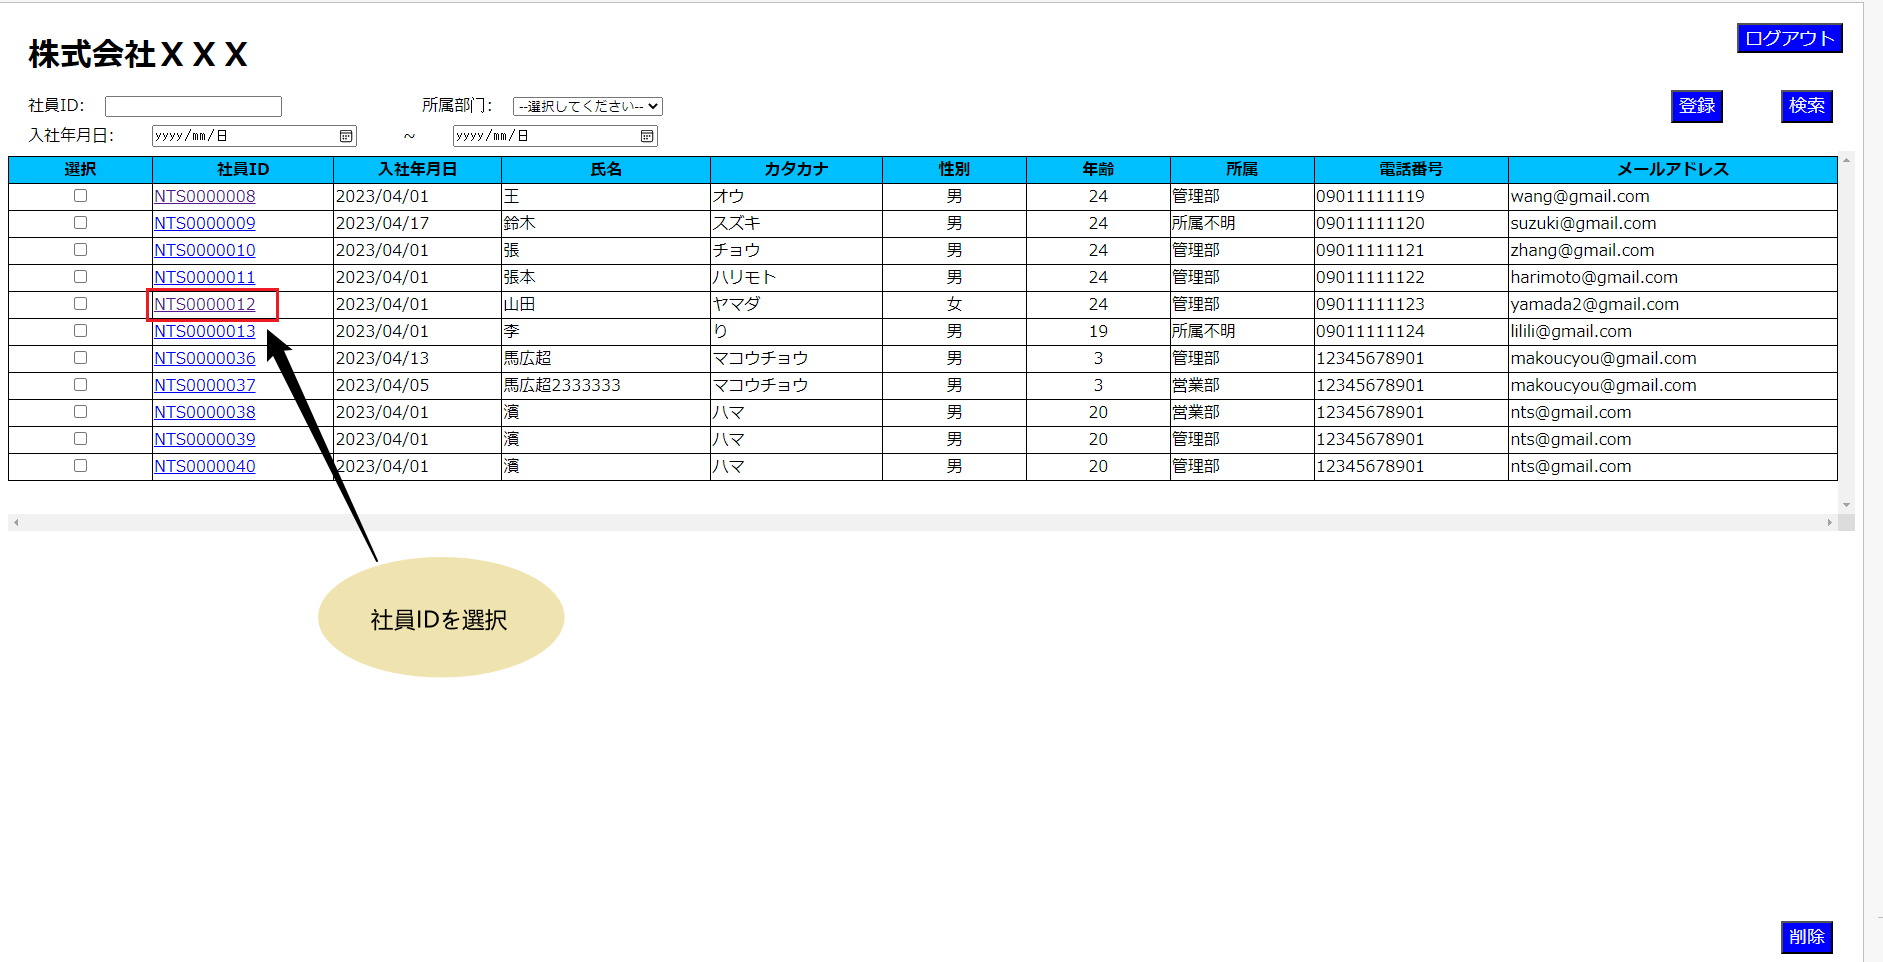 ログアウト
株式会社ＸＸＸ
社員ID：
所属部门：
--選択してください--
登録
検索
入社年月日：
yyyy/mm/日
~
yyyy/mm/日
選択 社員ID 入社年月日 氏名 カタカナ 性別 年齢 所属 電話番号 メールアドレス
NTS0000008 2023/04/01 王 オウ 男 24 管理部 09011111119 wang@gmail.com
NTS0000009 2023/04/17 鈴木 スズキ 男 24 所属不明 09011111120 suzuki@gmail.com
NTS0000010 2023/04/01 張 チョウ 男 24 管理部 09011111121 zhang@gmail.com
NTS0000011 2023/04/01 張本 ハリモト 男 24 管理部 09011111122 harimoto@gmail.com
NTS0000012 2023/04/01 山田 ヤマダ 女 24 管理部 09011111123 yamada2@gmail.com
NTS0000013 2023/04/01 李 り 男 19 所属不明 09011111124 lilili@gmail.com
NTS0000036 2023/04/13 馬広超 マコウチョウ 男 3 管理部 12345678901 makoucyou@gmail.com
NTS0000037 2023/04/05 馬広超2333333 マコウチョウ 男 3 営業部 12345678901 makoucyou@gmail.com
NTS0000038 2023/04/01 濱 ハマ 男 20 営業部 12345678901 nts@gmail.com
NTS0000039 2023/04/01 濱 ハマ 男 20 管理部 12345678901 nts@gmail.com
NTS0000040 2023/04/01 濱 ハマ 男 20 管理部 12345678901 nts@gmail.com
社員IDを選択
削除